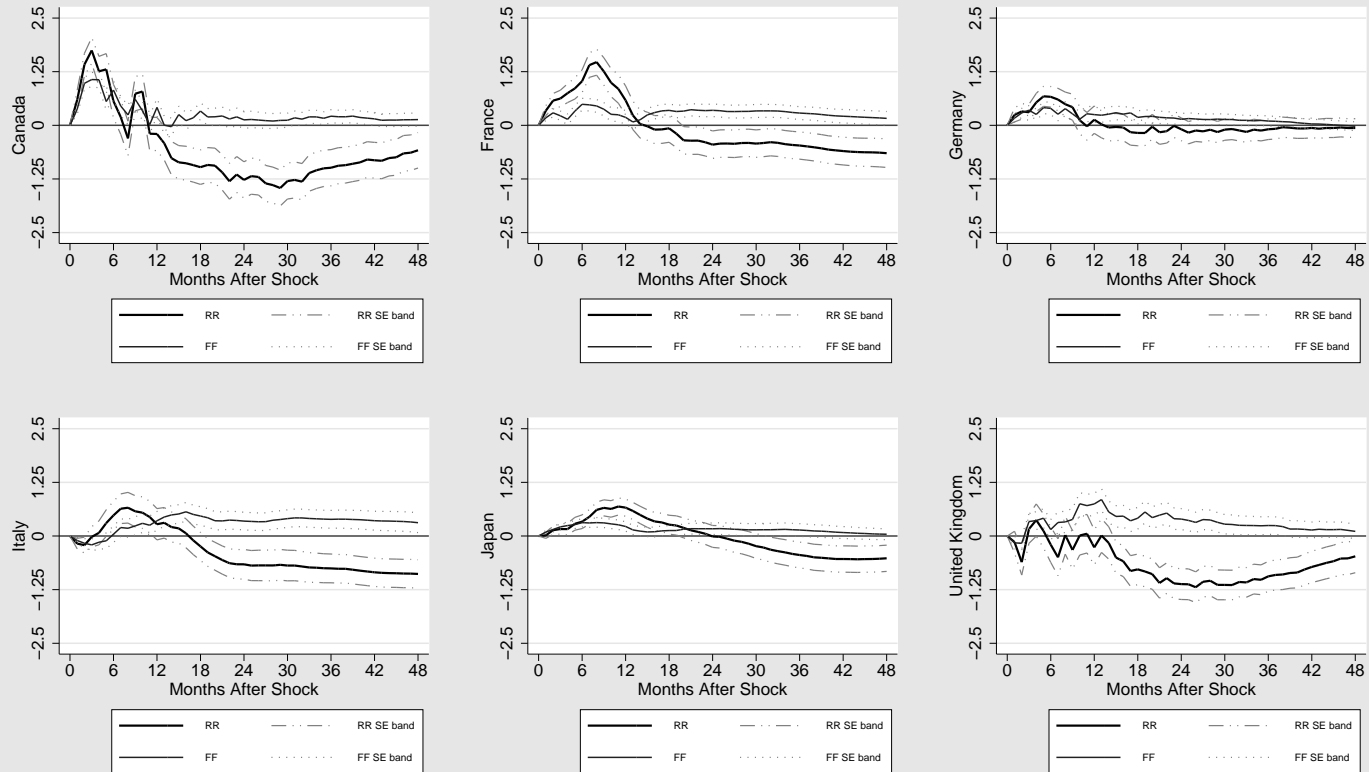 Canada
2.5
1.25
0
−1.25
−2.5
0 6 12 18 24 30 36 42 48
Months After Shock
RR RR SE band
FF FF SE band
France
2.5
1.25
0
−1.25
−2.5
0 6 12 18 24 30 36 42 48
Months After Shock
RR RR SE band
FF FF SE band
Germany
2.5
1.25
0
−1.25
−2.5
0 6 12 18 24 30 36 42 48
Months After Shock
RR RR SE band
FF FF SE band
Italy
2.5
1.25
0
−1.25
−2.5
0 6 12 18 24 30 36 42 48
Months After Shock
RR RR SE band
FF FF SE band
Japan
2.5
1.25
0
−1.25
−2.5
0 6 12 18 24 30 36 42 48
Months After Shock
RR RR SE band
FF FF SE band
United Kingdom
2.5
1.25
0
−1.25
−2.5
0 6 12 18 24 30 36 42 48
Months After Shock
RR RR SE band
FF FF SE band